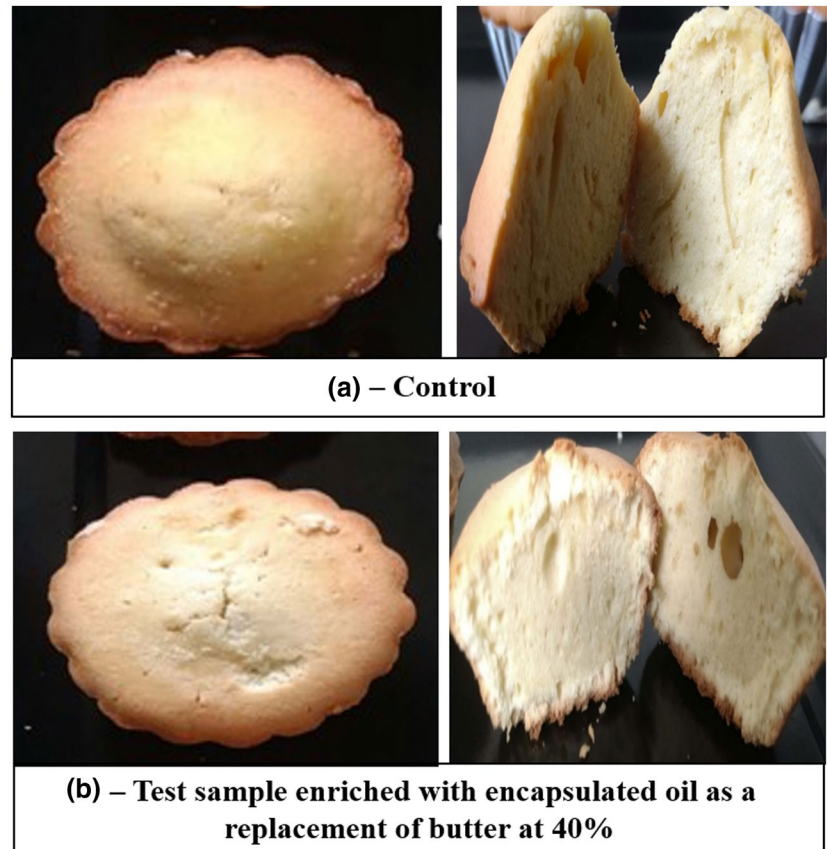 (a) – Control
(b) – Test sample enriched with encapsulated oil as a
replacement of butter at 40%